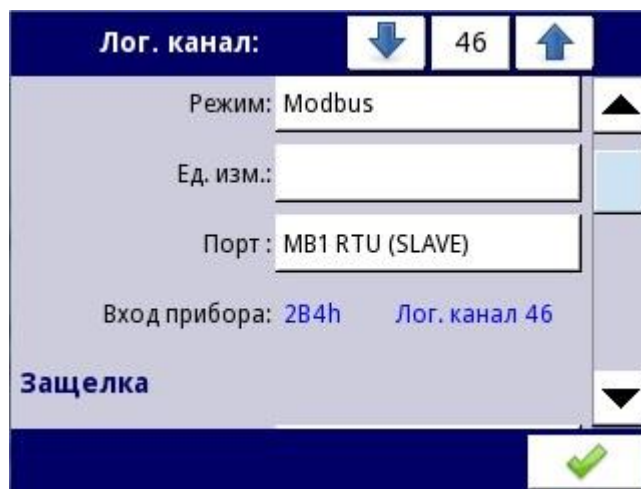 Лог. канал: 46
Режим: Modbus
Ед. изм.:
Порт : MB1 RTU (SLAVE)
Вход прибора: 2B4h Лог. канал 46
Защелка